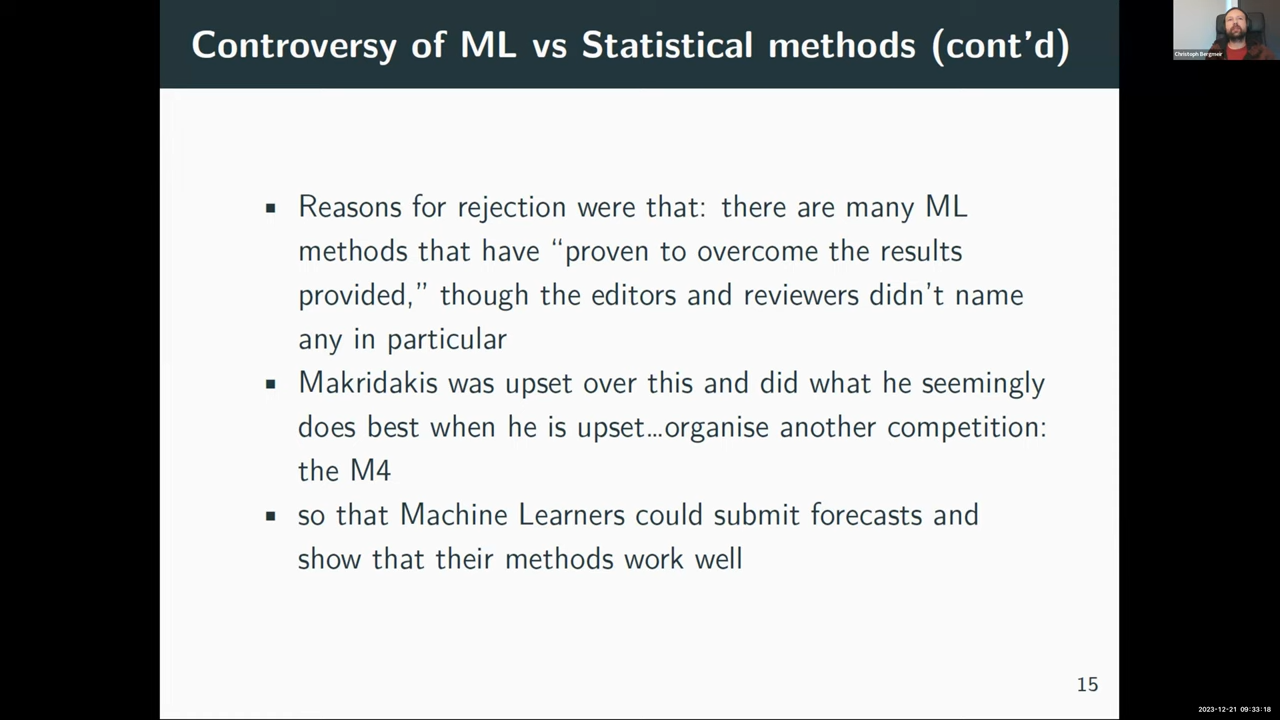 Controversy of ML vs Statistical methods (cont'd)
Christoph Bergmeir
▪ Reasons for rejection were that: there are many ML
methods that have “proven to overcome the results
provided,” though the editors and reviewers didn't name
any in particular
▪ Makridakis was upset over this and did what he seemingly
does best when he is upset...organise another competition:
the M4
▪ so that Machine Learners could submit forecasts and
show that their methods work well
15
2023-12-21 09:33:18